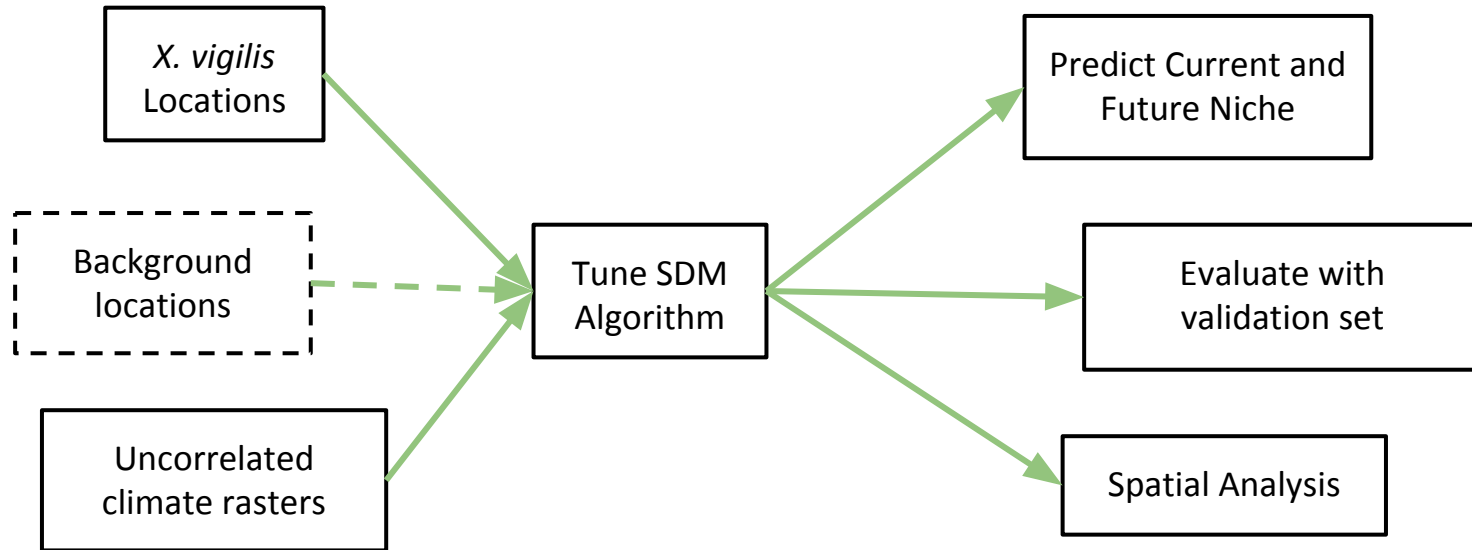 X. vigilis
Locations
Background
locations
Uncorrelated
climate rasters
Tune SDM
Algorithm
Predict Current and
Future Niche
Evaluate with
validation set
Spatial Analysis